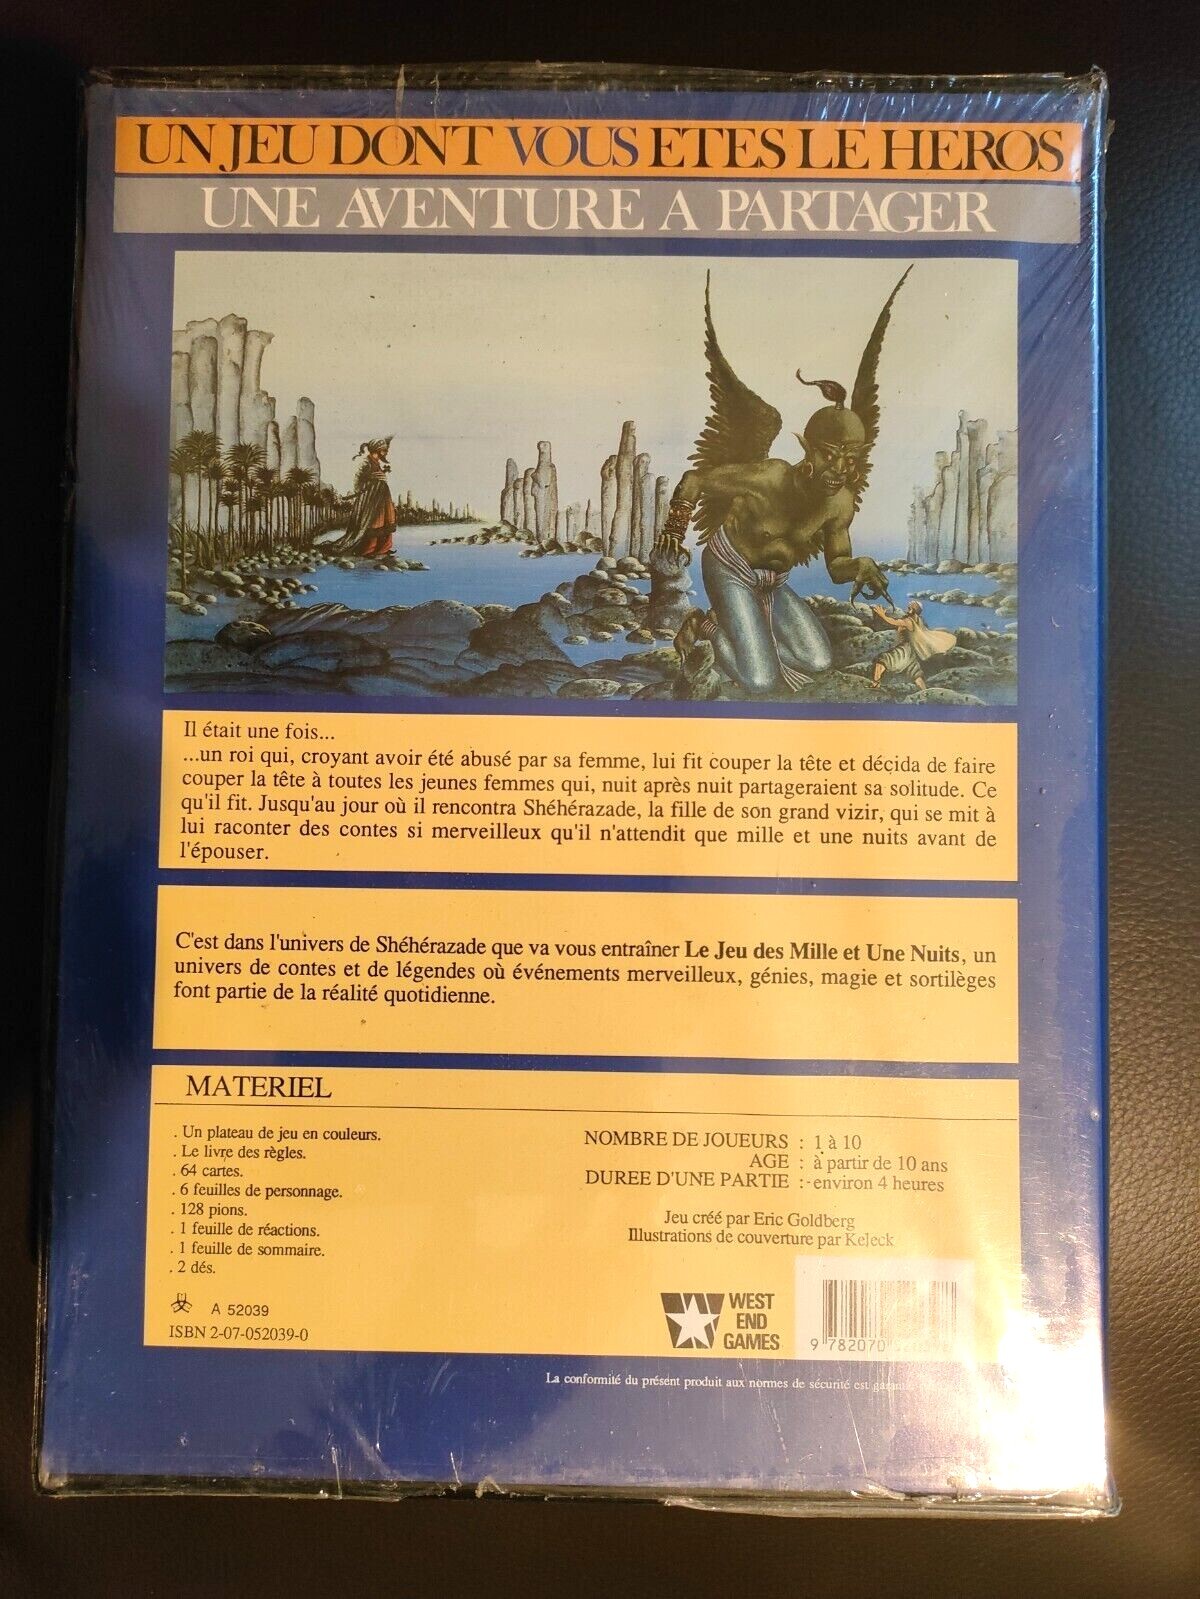 UN JEU DONT VOUS ETES LE HEROS
UNE AVENTURE A PARTAGER
Il était une fois...
...un roi qui, croyant avoir été abusé par sa femme, lui fit couper la tête et décida de faire
couper la tête à toutes les jeunes femmes qui, nuit après nuit partageraient sa solitude. Ce
qu'il fit. Jusqu'au jour où il rencontra Shéhérazade, la fille de son grand vizir, qui se mit à
lui raconter des contes si merveilleux qu'il n'attendit que mille et une nuits avant de
l'épouser.
C'est dans l'univers de Shéhérazade que va vous entraîner Le Jeu des Mille et Une Nuits, un
univers de contes et de légendes où événements merveilleux, génies, magie et sortilèges
font partie de la réalité quotidienne.
MATERIEL
. Un plateau de jeu en couleurs.
. Le livre des règles.
. 64 cartes.
. 6 feuilles de personnage.
. 128 pions.
. 1 feuille de réactions.
. 1 feuille de sommaire.
. 2 dés.
A 52039
ISBN 2-07-052039-0
NOMBRE DE JOUEURS : 1 à 10
AGE : à partir de 10 ans
DUREE D'UNE PARTIE : environ 4 heures
Jeu créé par Eric Goldberg
Illustrations de couverture par KeJeck
WEST
END
GAMES
9 782070
La conformité du présent produit aux normes de sécurité est